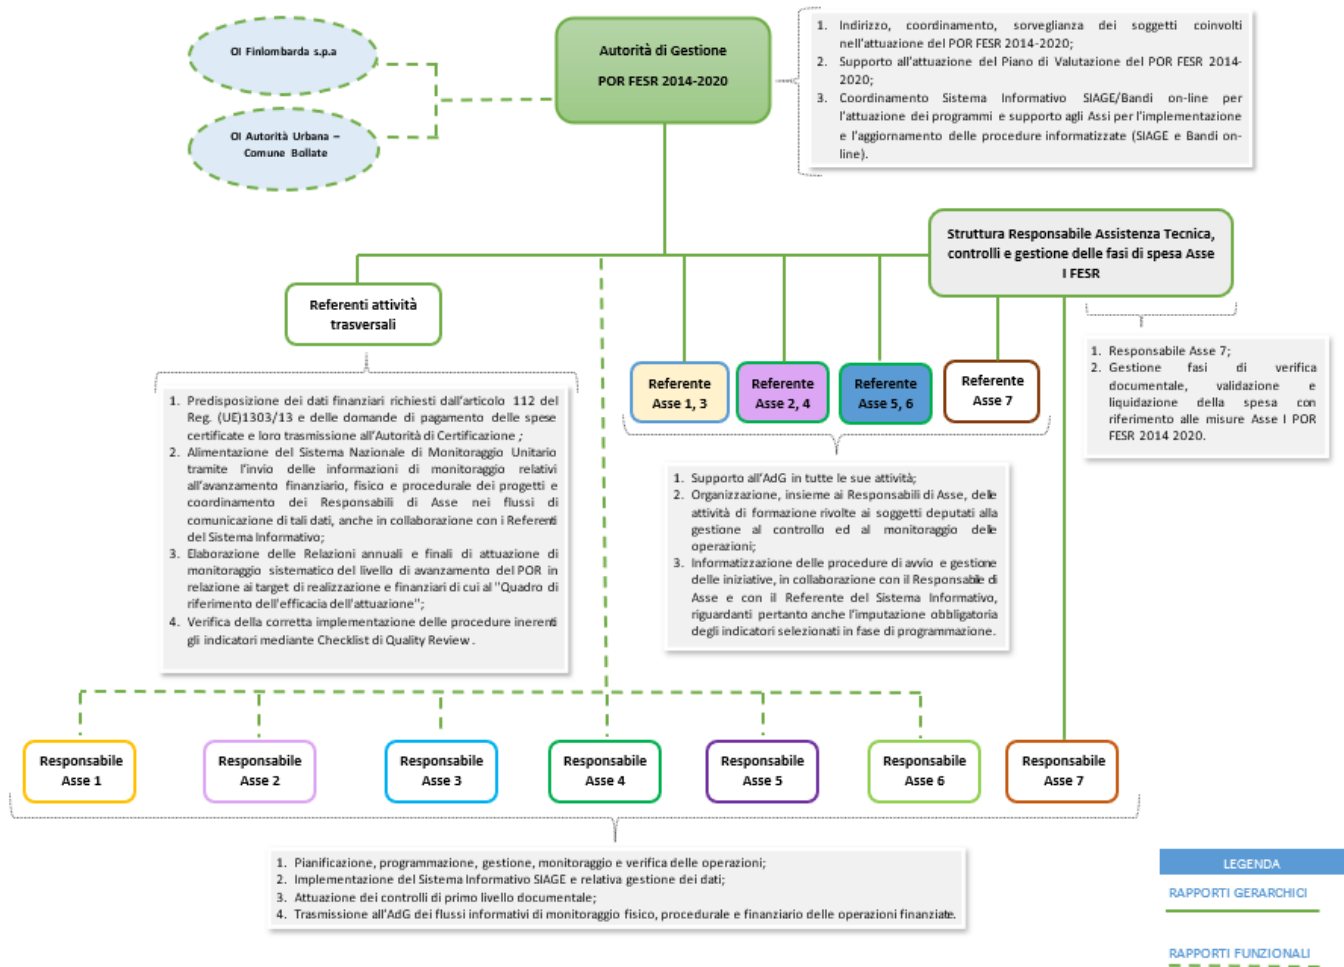 OI Finlombarda s.p.a
OI Autorità Urbana –
Comune Bollate
Autorità di Gestione
POR FESR 2014-2020
1. Indirizzo, coordinamento, sorveglianza dei soggetti coinvolti
nell'attuazione del POR FESR 2014-2020;
2. Supporto all'attuazione del Piano di Valutazione del POR FESR 2014-
2020;
3. Coordinamento Sistema Informativo SIAGE/Bandi on-line per
l'attuazione dei programmi e supporto agli Assi per l'implementazione
e l'aggiornamento delle procedure informatizzate (SIAGE e Bandi on-
line).
Struttura Responsabile Assistenza Tecnica,
controlli e gestione delle fasi di spesa Asse
I FESR
Referenti attività
trasversali
1. Responsabile Asse 7;
2. Gestione fasi di verifica
documentale, validazione e
liquidazione della spesa con
riferimento alle misure Asse I POR
FESR 2014 2020.
Referente
Asse 1, 3
Referente
Asse 2, 4
Referente
Asse 5, 6
Referente
Asse 7
1. Predisposizione dei dati finanziari richiesti dall'articolo 112 del
Reg. (UE)1303/13 e delle domande di pagamento delle spese
certificate e loro trasmissione all'Autorità di Certificazione ;
2. Alimentazione del Sistema Nazionale di Monitoraggio Unitario
tramite l'invio delle informazioni di monitoraggio relativi
all'avanzamento finanziario, fisico e procedurale dei progetti e
coordinamento dei Responsabili di Asse nei flussi di
comunicazione di tali dati, anche in collaborazione con i Referenti
del Sistema Informativo;
3. Elaborazione delle Relazioni annuali e finali di attuazione di
monitoraggio sistematico del livello di avanzamento del POR in
relazione ai target di realizzazione e finanziari di cui al "Quadro di
riferimento dell'efficacia dell'attuazione";
4. Verifica della corretta implementazione delle procedure inerenti
gli indicatori mediante Checklist di Quality Review .
1. Supporto all'AdG in tutte le sue attività;
2. Organizzazione, insieme ai Responsabili di Asse, delle
attività di formazione rivolte ai soggetti deputati alla
gestione al controllo ed al monitoraggio delle
operazioni;
3. Informatizzazione delle procedure di avvio e gestione
delle iniziative, in collaborazione con il Responsabile di
Asse e con il Referente del Sistema Informativo,
riguardanti pertanto anche l'imputazione obbligatoria
degli indicatori selezionati in fase di programmazione.
Responsabile
Asse 1
Responsabile
Asse 2
Responsabile
Asse 3
Responsabile
Asse 4
Responsabile
Asse 5
Responsabile
Asse 6
Responsabile
Asse 7
1. Pianificazione, programmazione, gestione, monitoraggio e verifica delle operazioni;
2. Implementazione del Sistema Informativo SIAGE e relativa gestione dei dati;
3. Attuazione dei controlli di primo livello documentale;
4. Trasmissione all'AdG dei flussi informativi di monitoraggio fisico, procedurale e finanziario delle operazioni finanziate.
LEGENDA
RAPPORTI GERARCHICI
RAPPORTI FUNZIONALI